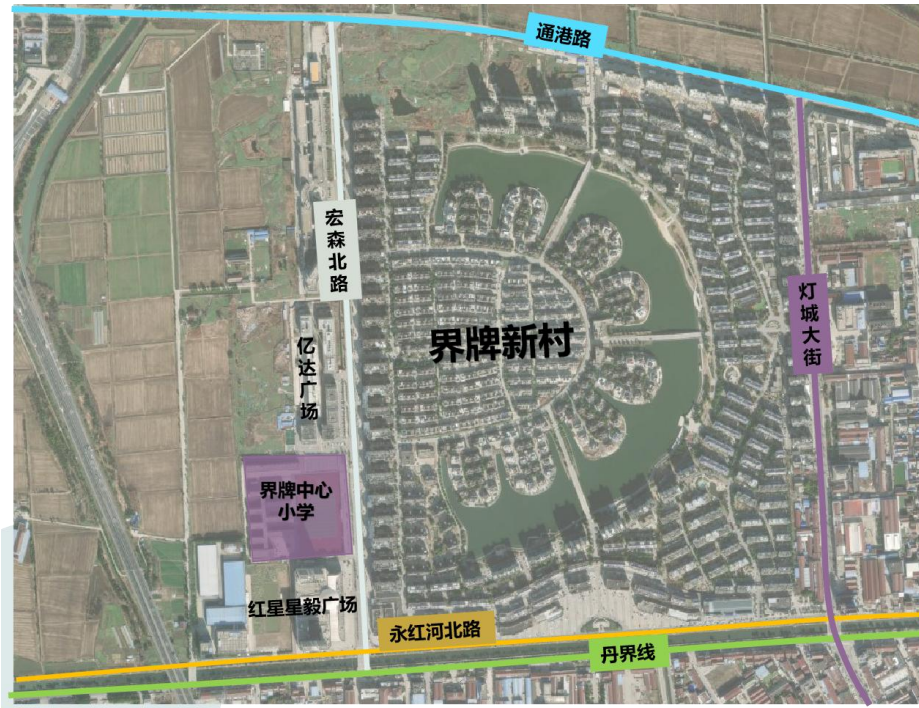 通港路
宏森北路
灯城大街
亿达广场
界牌新村
界牌中心
小学
红星星毅广场
永红河北路
丹界线